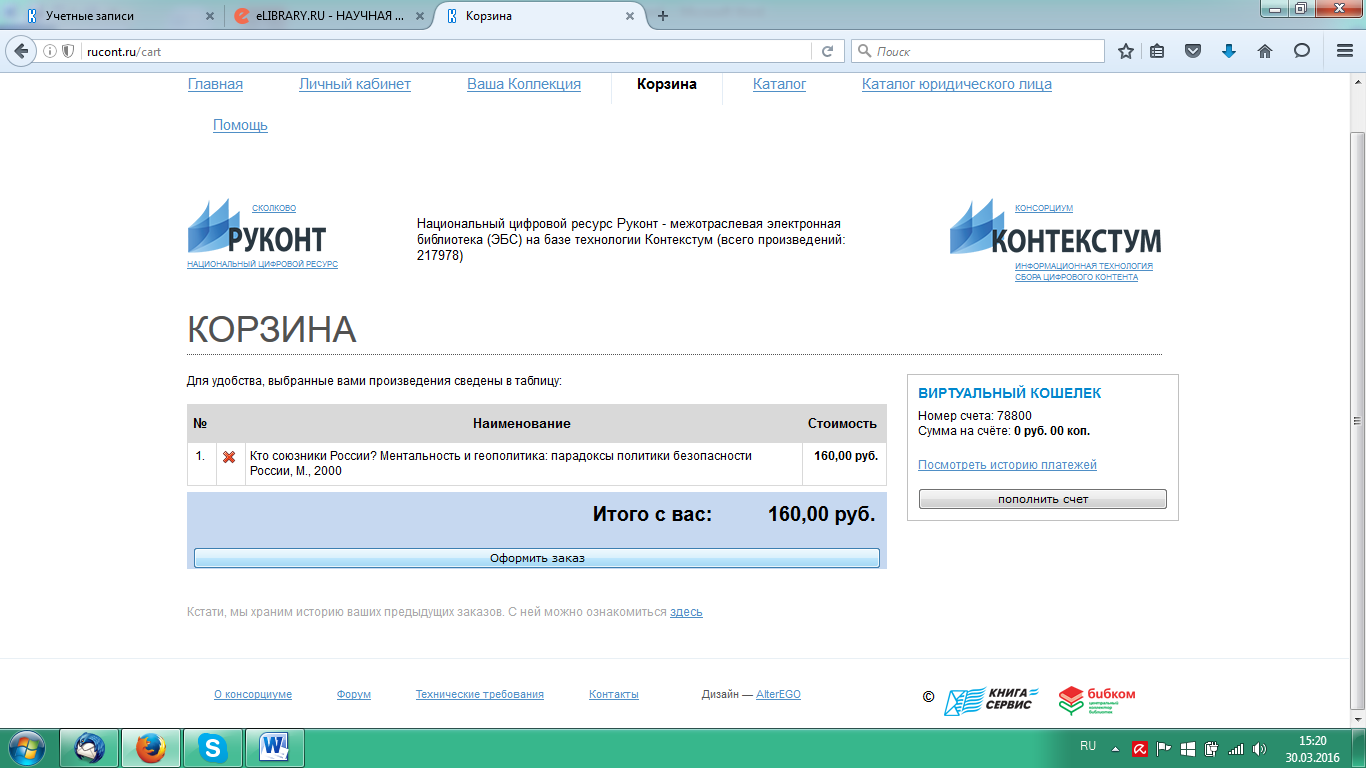 Учетные записи
eLIBRARY.RU - НАУЧНАЯ ...
Корзина
rucont.ru/cart
Поиск
Главная
Личный кабинет
Ваша Коллекция
Корзина
Каталог
Каталог юридического лица
Помощь
СКОЛКОВО
РУКОНТ
НАЦИОНАЛЬНЫЙ ЦИФРОВОЙ РЕСУРС
Национальный цифровой ресурс Руконт - межотраслевая электронная
библиотека (ЭБС) на базе технологии Контекстум (всего произведений:
217978)
КОНСОРЦИУМ
КОНТЕКСТУМ
ИНФОРМАЦИОННАЯ ТЕХНОЛОГИЯ
СБОРА ЦИФРОВОГО КОНТЕНТА
КОРЗИНА
Для удобства, выбранные вами произведения сведены в таблицу:
№ Наименование Стоимость
1. Кто союзники России? Ментальность и геополитика: парадоксы политики безопасности 160,00 руб.
России, М., 2000
Итого с вас: 160,00 руб.
Оформить заказ
ВИРТУАЛЬНЫЙ КОШЕЛЕК
Номер счета: 78800
Сумма на счёте: 0 руб. 00 коп.
Посмотреть историю платежей
пополнить счет
Кстати, мы храним историю ваших предыдущих заказов. С ней можно ознакомиться здесь
О консорциуме
Форум
Технические требования
Контакты
Дизайн — AlterEGO
©
КНИГА
СЕРВИС
бибком
центральный
коллектор
библиотек
RU
15:20
30.03.2016